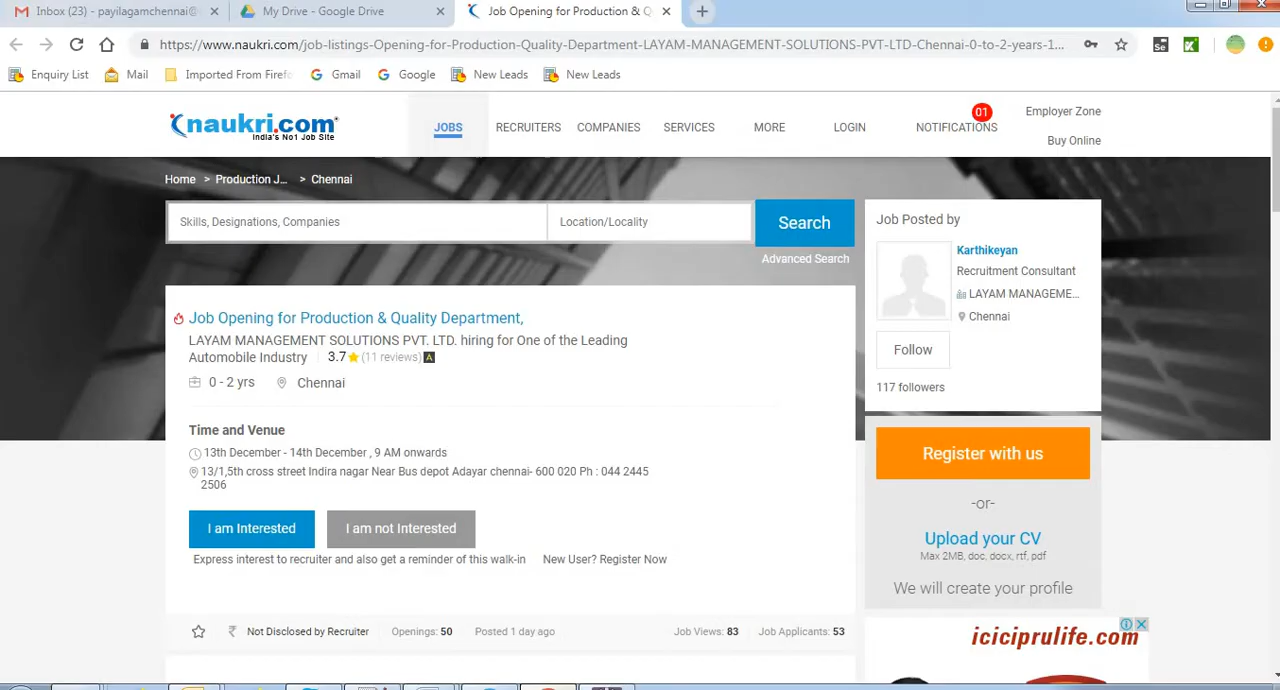 Inbox (23) - payilagamchennai@
My Drive - Google Drive
Job Opening for Production & Q
https://www.naukri.com/job-listings-Opening-for-Production-Quality-Department-LAYAM-MANAGEMENT-SOLUTIONS-PVT-LTD-Chennai-0-to-2-years-1...
Enquiry List
Mail
Imported From Firef
Gmail
Google
New Leads
New Leads
naukri.com
India's No1 Job Site
JOBS
RECRUITERS
COMPANIES
SERVICES
MORE
LOGIN
01
NOTIFICATIONS
Employer Zone
Buy Online
Home > Production J... > Chennai
Skills, Designations, Companies
Location/Locality
Search
Advanced Search
Job Opening for Production & Quality Department,
LAYAM MANAGEMENT SOLUTIONS PVT. LTD. hiring for One of the Leading
Automobile Industry 3.7 (11 reviews) A
0 - 2 yrs Chennai
Time and Venue
13th December - 14th December , 9 AM onwards
13/1,5th cross street Indira nagar Near Bus depot Adayar chennai- 600 020 Ph : 044 2445
2506
I am Interested
I am not Interested
Express interest to recruiter and also get a reminder of this walk-in
New User? Register Now
₹ Not Disclosed by Recruiter
Openings: 50
Posted 1 day ago
Job Views: 83
Job Applicants: 53
Job Posted by
Karthikeyan
Recruitment Consultant
LAYAM MANAGEME...
Chennai
Follow
117 followers
Register with us
-or-
Upload your CV
Max 2MB, doc, docx, rtf, pdf
We will create your profile
iciciprulife.com